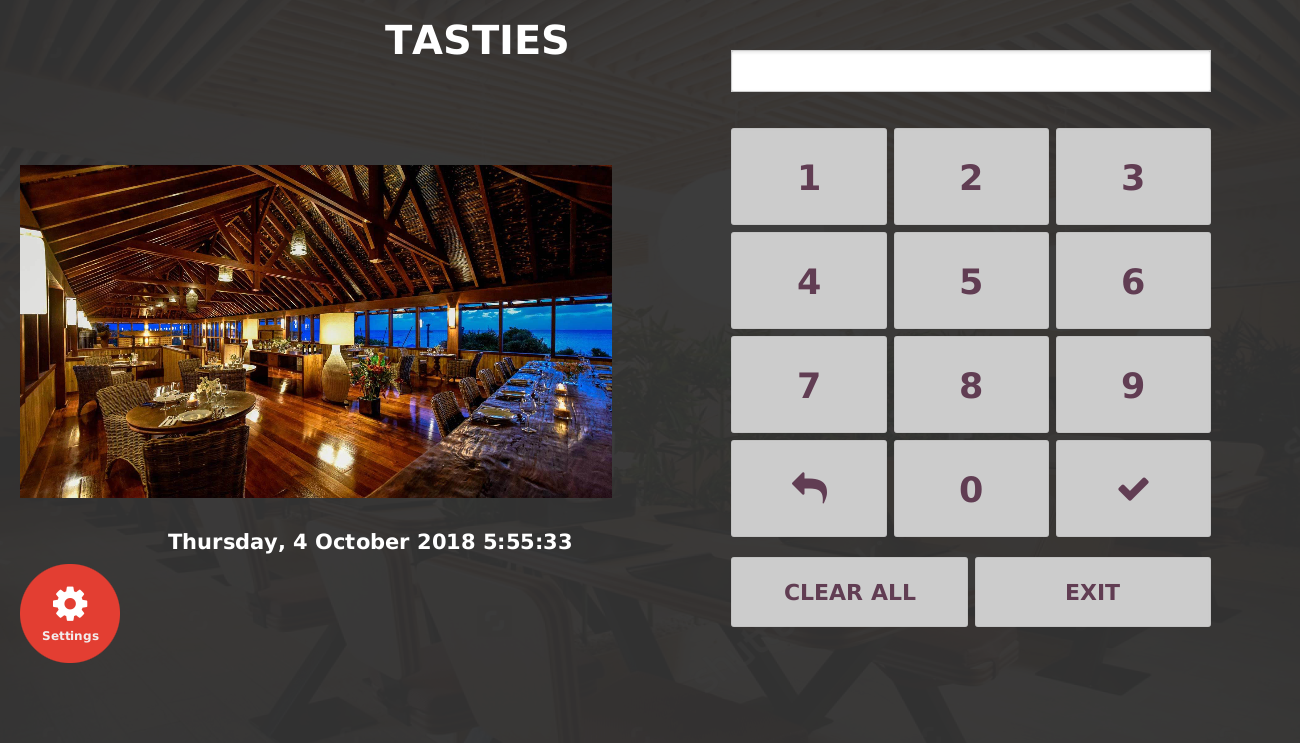 TASTIES
Thursday, 4 October 2018 5:55:33
Settings
1 2 3
4 5 6
7 8 9
0
CLEAR ALL EXIT